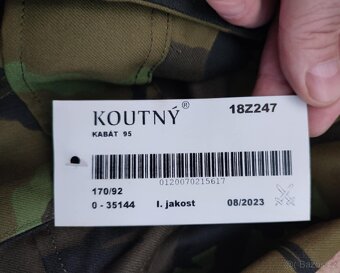 KOUTNÝ® 18Z247
KABÁT 95
0120070215617
170/92
0 - 35144 I. jakost 08/2023